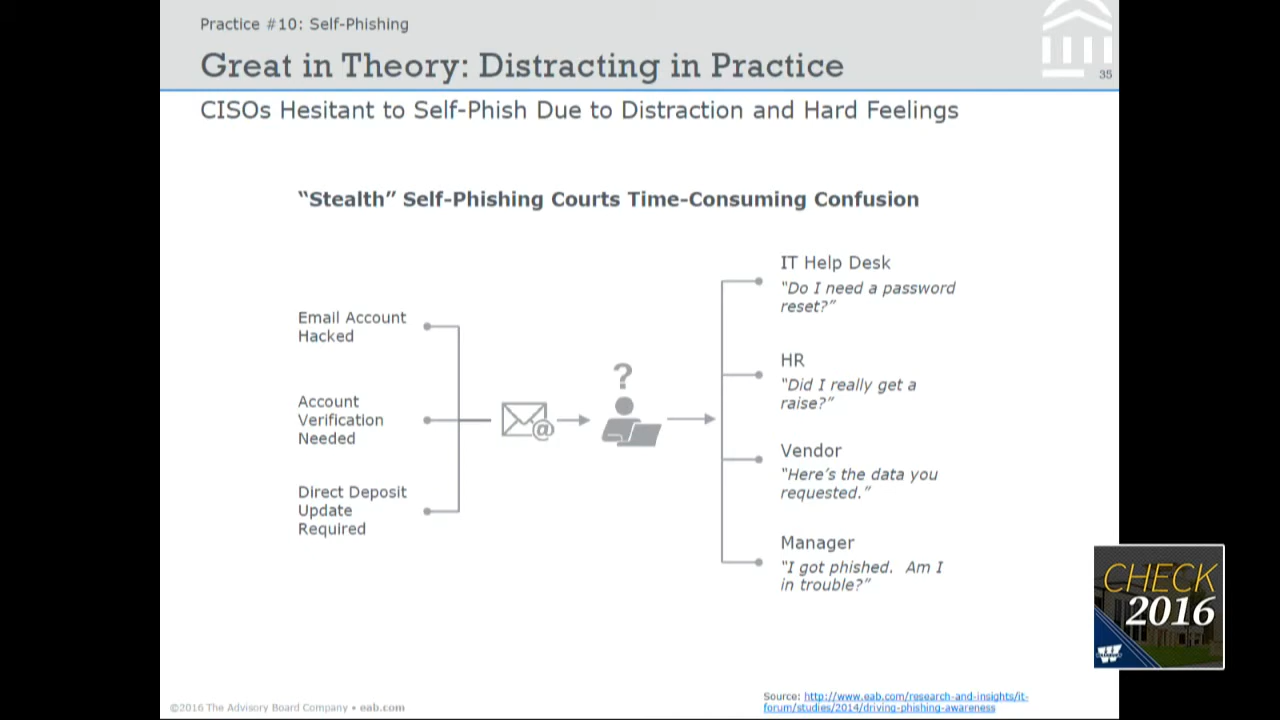 Practice #10: Self-Phishing
Great in Theory: Distracting in Practice
35
CISOs Hesitant to Self-Phish Due to Distraction and Hard Feelings
“Stealth” Self-Phishing Courts Time-Consuming Confusion
Email Account
Hacked
Account
Verification
Needed
Direct Deposit
Update
Required
?
@
IT Help Desk
“Do I need a password
reset?”
HR
“Did I really get a
raise?”
Vendor
“Here’s the data you
requested.”
Manager
“I got phished.  Am I
in trouble?”
CHECK
2016
W
©2016 The Advisory Board Company • eab.com
Source: http://www.eab.com/research-and-insights/it-
forum/studies/2014/driving-phishing-awareness